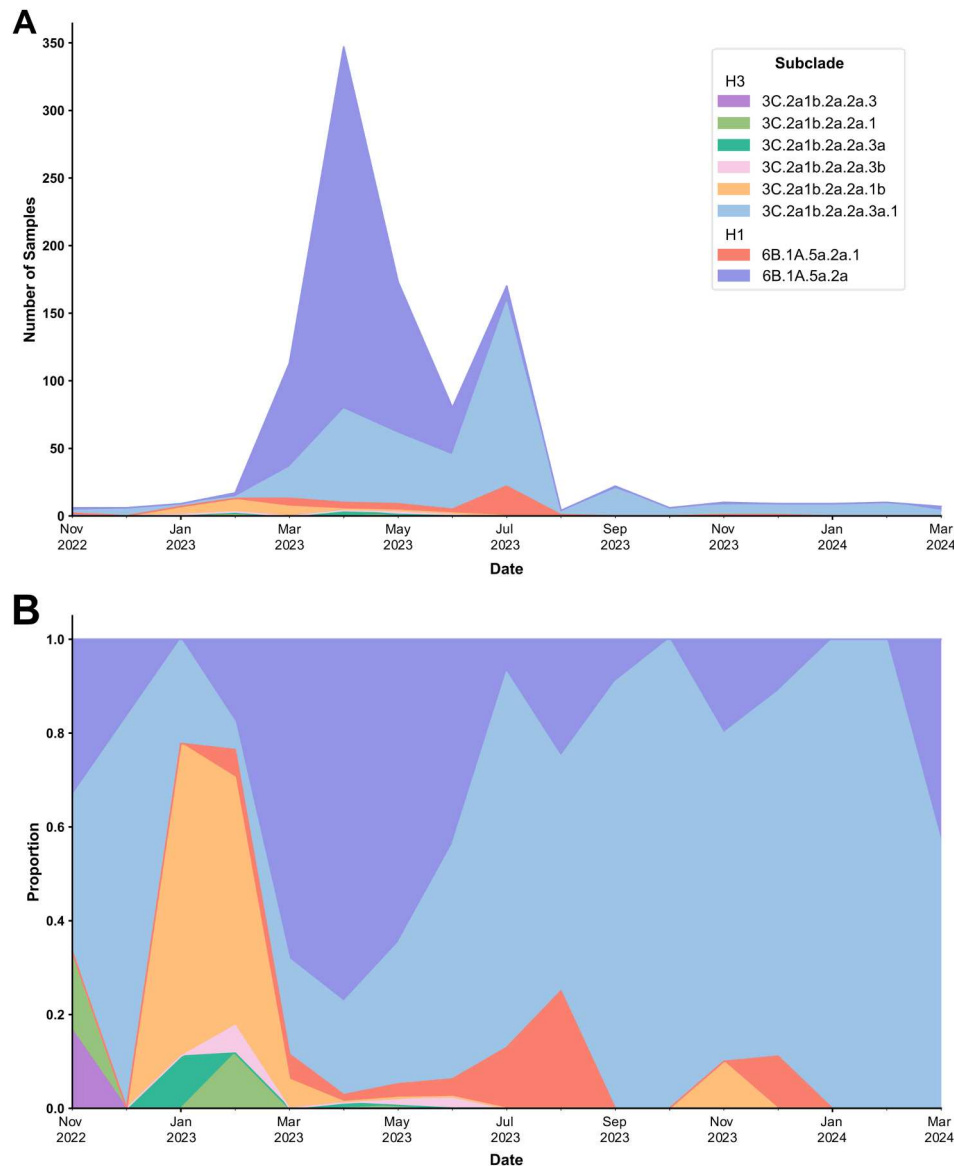 A
Number of Samples
350
300
250
200
150
100
50
0
Nov
2022
Jan
2023
Mar
2023
May
2023
Jul
2023
Sep
2023
Nov
2023
Jan
2024
Mar
2024
Date
Subclade
H3
3C.2a1b.2a.2a.3
3C.2a1b.2a.2a.1
3C.2a1b.2a.2a.3a
3C.2a1b.2a.2a.3b
3C.2a1b.2a.2a.1b
3C.2a1b.2a.2a.3a.1
H1
6B.1A.5a.2a.1
6B.1A.5a.2a
B
Proportion
1.0
0.8
0.6
0.4
0.2
0.0
Nov
2022
Jan
2023
Mar
2023
May
2023
Jul
2023
Sep
2023
Nov
2023
Jan
2024
Mar
2024
Date